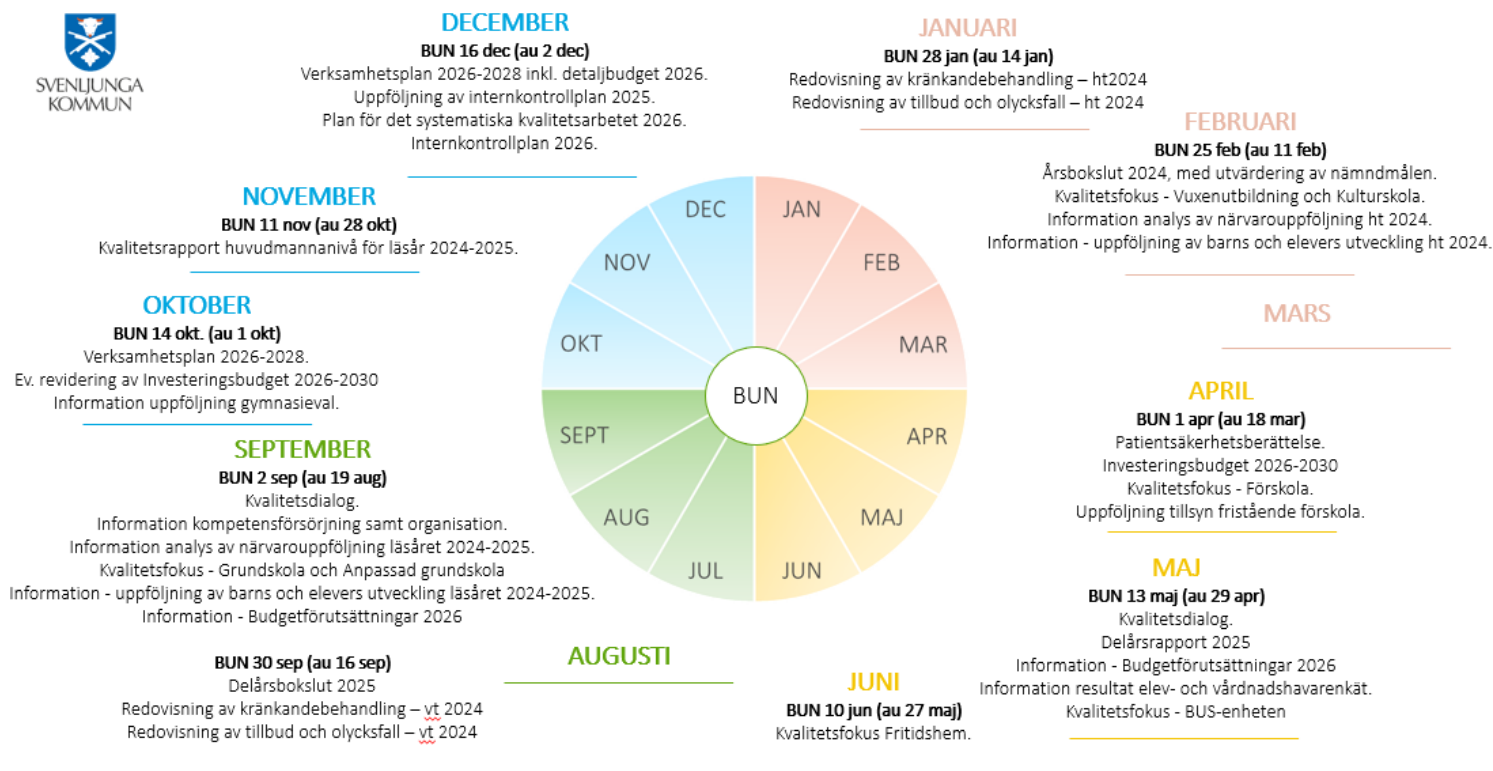 SVENLJUNGA
KOMMUN
DECEMBER
BUN 16 dec (au 2 dec)
Verksamhetsplan 2026-2028 inkl. detaljbudget 2026.
Uppföljning av internkontrollplan 2025.
Plan för det systematiska kvalitetsarbetet 2026.
Internkontrollplan 2026.
JANUARI
BUN 28 jan (au 14 jan)
Redovisning av kränkandebehandling – ht2024
Redovisning av tillbud och olycksfall – ht 2024
FEBRUARI
BUN 25 feb (au 11 feb)
Årsbokslut 2024, med utvärdering av nämndmålen.
Kvalitetsfokus - Vuxenutbildning och Kulturskola.
Information analys av närvarouppföljning ht 2024.
Information - uppföljning av barns och elevers utveckling ht 2024.
MARS
APRIL
BUN 1 apr (au 18 mar)
Patientsäkerhetsberättelse.
Investeringsbudget 2026-2030
Kvalitetsfokus - Förskola.
Uppföljning tillsyn fristående förskola.
MAJ
BUN 13 maj (au 29 apr)
Kvalitetsdialog.
Delårsrapport 2025
Information - Budgetförutsättningar 2026
Information resultat elev- och vårdnadshavarenkät.
Kvalitetsfokus - BUS-enheten
JUNI
BUN 10 jun (au 27 maj)
Kvalitetsfokus Fritidshem.
AUGUSTI
SEPTEMBER
BUN 2 sep (au 19 aug)
Kvalitetsdialog.
Information kompetensförsörjning samt organisation.
Information analys av närvarouppföljning läsåret 2024-2025.
Kvalitetsfokus - Grundskola och Anpassad grundskola
Information - uppföljning av barns och elevers utveckling läsåret 2024-2025.
Information - Budgetförutsättningar 2026
BUN 30 sep (au 16 sep)
Delårsbokslut 2025
Redovisning av kränkandebehandling – vt 2024
Redovisning av tillbud och olycksfall – vt 2024
OKTOBER
BUN 14 okt. (au 1 okt)
Verksamhetsplan 2026-2028.
Ev. revidering av Investeringsbudget 2026-2030
Information uppföljning gymnasieval.
NOVEMBER
BUN 11 nov (au 28 okt)
Kvalitetsrapport huvudmannanivå för läsår 2024-2025.
JAN
FEB
MAR
APR
MAJ
JUN
JUL
AUG
SEPT
OKT
NOV
DEC
BUN